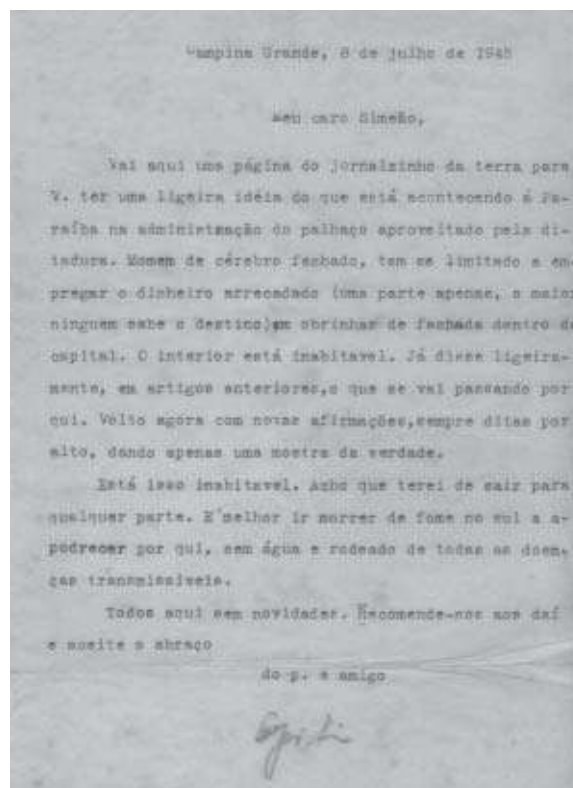 Campina Grande, 8 de julho de 1945
Meu caro Simeão,
Vai aqui uma página do jornalzinho da terra para
V. ter uma ligeira idéia do que está acontecendo á Pa-
raíba na administração do palhaço aproveitado pela di-
tadura. Homem de cérebro fechado, tem se limitado a em
pregar o dinheiro arrecadado (uma parte apenas, o maior
ninguem sabe o destino)em obrinhas de fachada dentro da
capital. O interior está inabitavel. Já disse ligeira-
mente, em artigos anteriores,o que se vai passando por
qui. Volto agora com novas afirmações,sempre ditas por
alto, dando apenas uma mostra da verdade.
Está isso inabitavel. Acho que terei de sair para
qualquer parte. E'melhor ir morrer de fome no sul a a-
podrecer por qui, sem água e rodeado de todas as doen-
ças transmissiveis.
Todos aqui sem novidades. Recomende-nos aos daí
e aceite o abraço
do p. e amigo